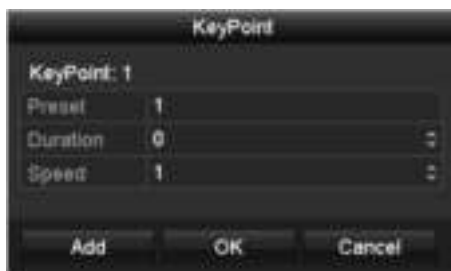 KeyPoint
KeyPoint: 1
Preset 1
Duration 0
Speed 1
Add OK Cancel